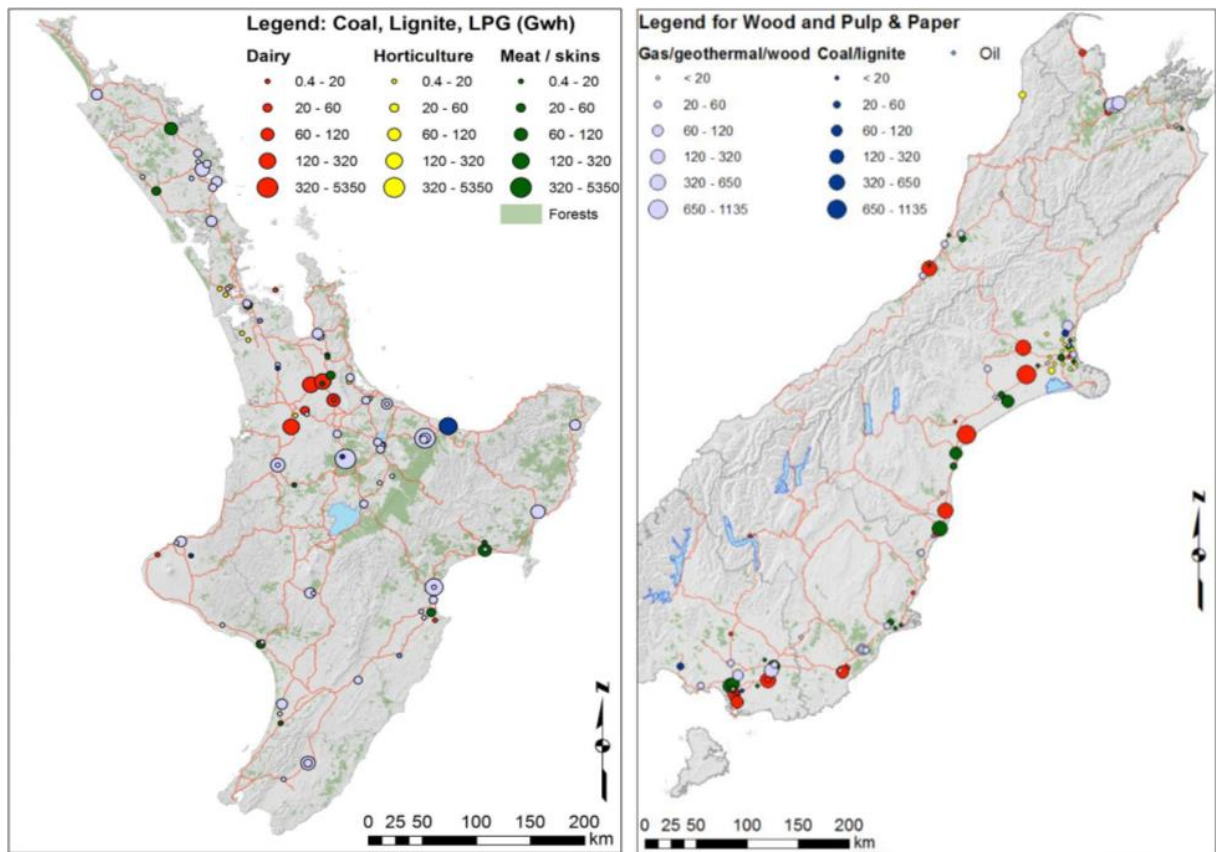 Legend: Coal, Lignite, LPG (Gwh)
Dairy Horticulture Meat / skins
0.4 - 20 0.4 - 20 0.4 - 20
20 - 60 20 - 60 20 - 60
60 - 120 60 - 120 60 - 120
120 - 320 120 - 320 120 - 320
320 - 5350 320 - 5350 320 - 5350
Forests
N
0 25 50 100 150 200
km
Legend for Wood and Pulp & Paper
Gas/geothermal/wood Coal/lignite Oil
< 20 < 20
20 - 60 20 - 60
60 - 120 60 - 120
120 - 320 120 - 320
320 - 650 320 - 650
650 - 1135 650 - 1135
N
0 25 50 100 150 200
km